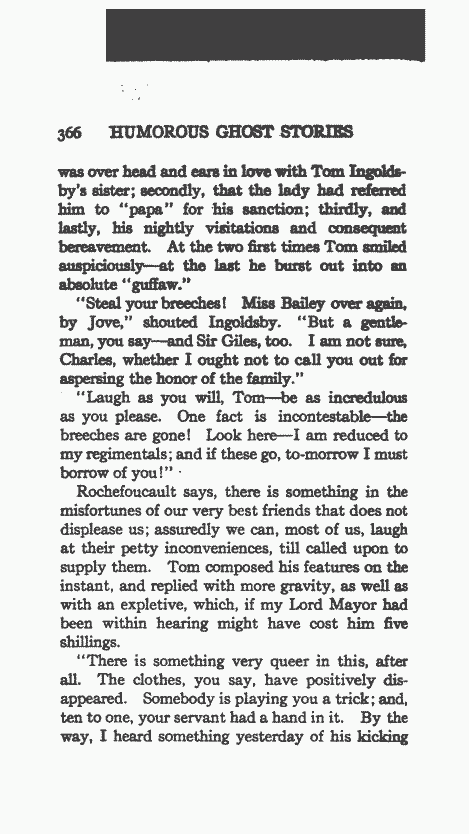 366 HUMOROUS GHOST STORIES
was over head and ears in love with Tom Ingolds-
by's sister; secondly, that the lady had referred
him to "papa" for his sanction; thirdly, and
lastly, his nightly visitations and consequent
bereavement. At the two first times Tom smiled
auspiciously—at the last he burst out into an
absolute "guffaw."
"Steal your breeches! Miss Bailey over again,
by Jove," shouted Ingoldsby. "But a gentle-
man, you say—and Sir Giles, too. I am not sure,
Charles, whether I ought not to call you out for
aspersing the honor of the family."
"Laugh as you will, Tom—be as incredulous
as you please. One fact is incontestable—the
breeches are gone! Look here—I am reduced to
my regimentals; and if these go, to-morrow I must
borrow of you!"
Rochefoucault says, there is something in the
misfortunes of our very best friends that does not
displease us; assuredly we can, most of us, laugh
at their petty inconveniences, till called upon to
supply them. Tom composed his features on the
instant, and replied with more gravity, as well as
with an expletive, which, if my Lord Mayor had
been within hearing might have cost him five
shillings.
"There is something very queer in this, after
all. The clothes, you say, have positively dis-
appeared. Somebody is playing you a trick; and,
ten to one, your servant had a hand in it. By the
way, I heard something yesterday of his kicking